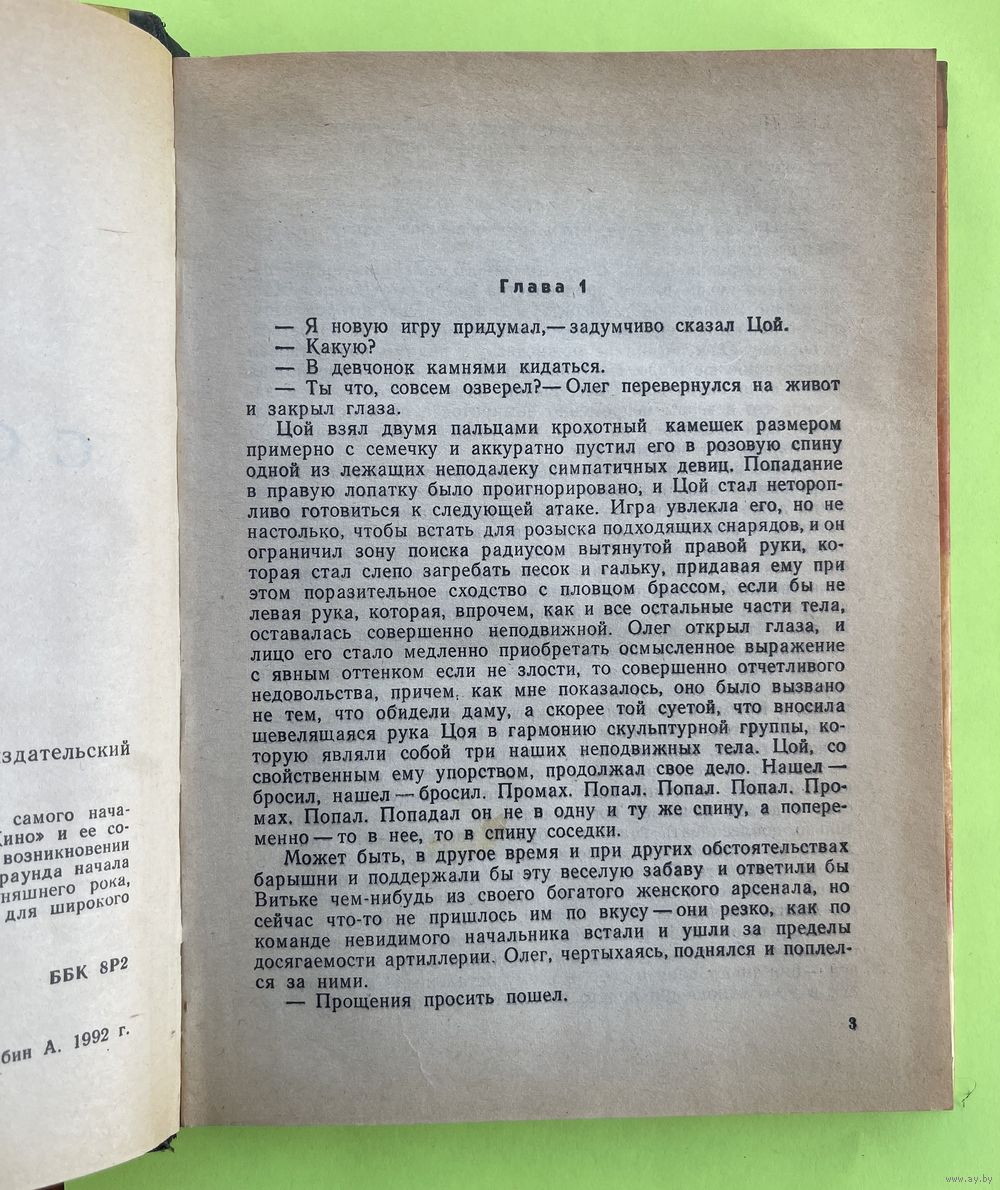 здательский
самого нача-
Кино» и ее со-
возникновении
раунда начала
няшнего рока,
для широкого
ББК 8Р2
бин А. 1992 г.
Глава 1
— Я новую игру придумал,— задумчиво сказал Цой.
— Какую?
— В девчонок камнями кидаться.
— Ты что, совсем озверел?— Олег перевернулся на живот
и закрыл глаза.
Цой взял двумя пальцами крохотный камешек размером
примерно с семечку и аккуратно пустил его в розовую спину
одной из лежащих неподалеку симпатичных девиц. Попадание
в правую лопатку было проигнорировано, и Цой стал нетороп-
ливо готовиться к следующей атаке. Игра увлекла его, но не
настолько, чтобы встать для розыска подходящих снарядов, и он
ограничил зону поиска радиусом вытянутой правой руки, ко-
торая стал слепо загребать песок и гальку, придавая ему при
этом поразительное сходство с пловцом брассом, если бы не
левая рука, которая, впрочем, как и все остальные части тела,
оставалась совершенно неподвижной. Олег открыл глаза, и
лицо его стало медленно приобретать осмысленное выражение
с явным оттенком если не злости, то совершенно отчетливого
недовольства, причем, как мне показалось, оно было вызвано
не тем, что обидели даму, а скорее той суетой, что вносила
шевелящаяся рука Цоя в гармонию скульптурной группы, ко-
торую являли собой три наших неподвижных тела. Цой, со
свойственным ему упорством, продолжал свое дело. Нашел —
бросил, нашел — бросил. Промах. Попал. Попал. Попал. Про-
мах. Попал. Попадал он не в одну и ту же спину, а попере-
менно — то в нее, то в спину соседки.
Может быть, в другое время и при других обстоятельствах
барышни и поддержали бы эту веселую забаву и ответили бы
Витьке чем-нибудь из своего богатого женского арсенала, но
сейчас что-то не пришлось им по вкусу — они резко, как по
команде невидимого начальника встали и ушли за пределы
досягаемости артиллерии. Олег, чертыхаясь, поднялся и поплел-
ся за ними.
— Прощения просить пошел.
3
www.ay.by